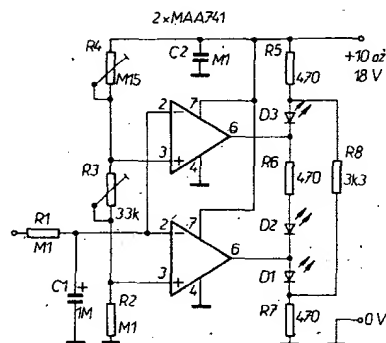 2×MAA741
R4
M15
C2
M1
R5
470
+10 až
18 V
2
7
6
3
4
D3
R8
3k3
R3
33k
R6
470
R1
M1
2
7
6
3
4
D2
D1
C1
+
1M
R2
M1
R7
470
0 V